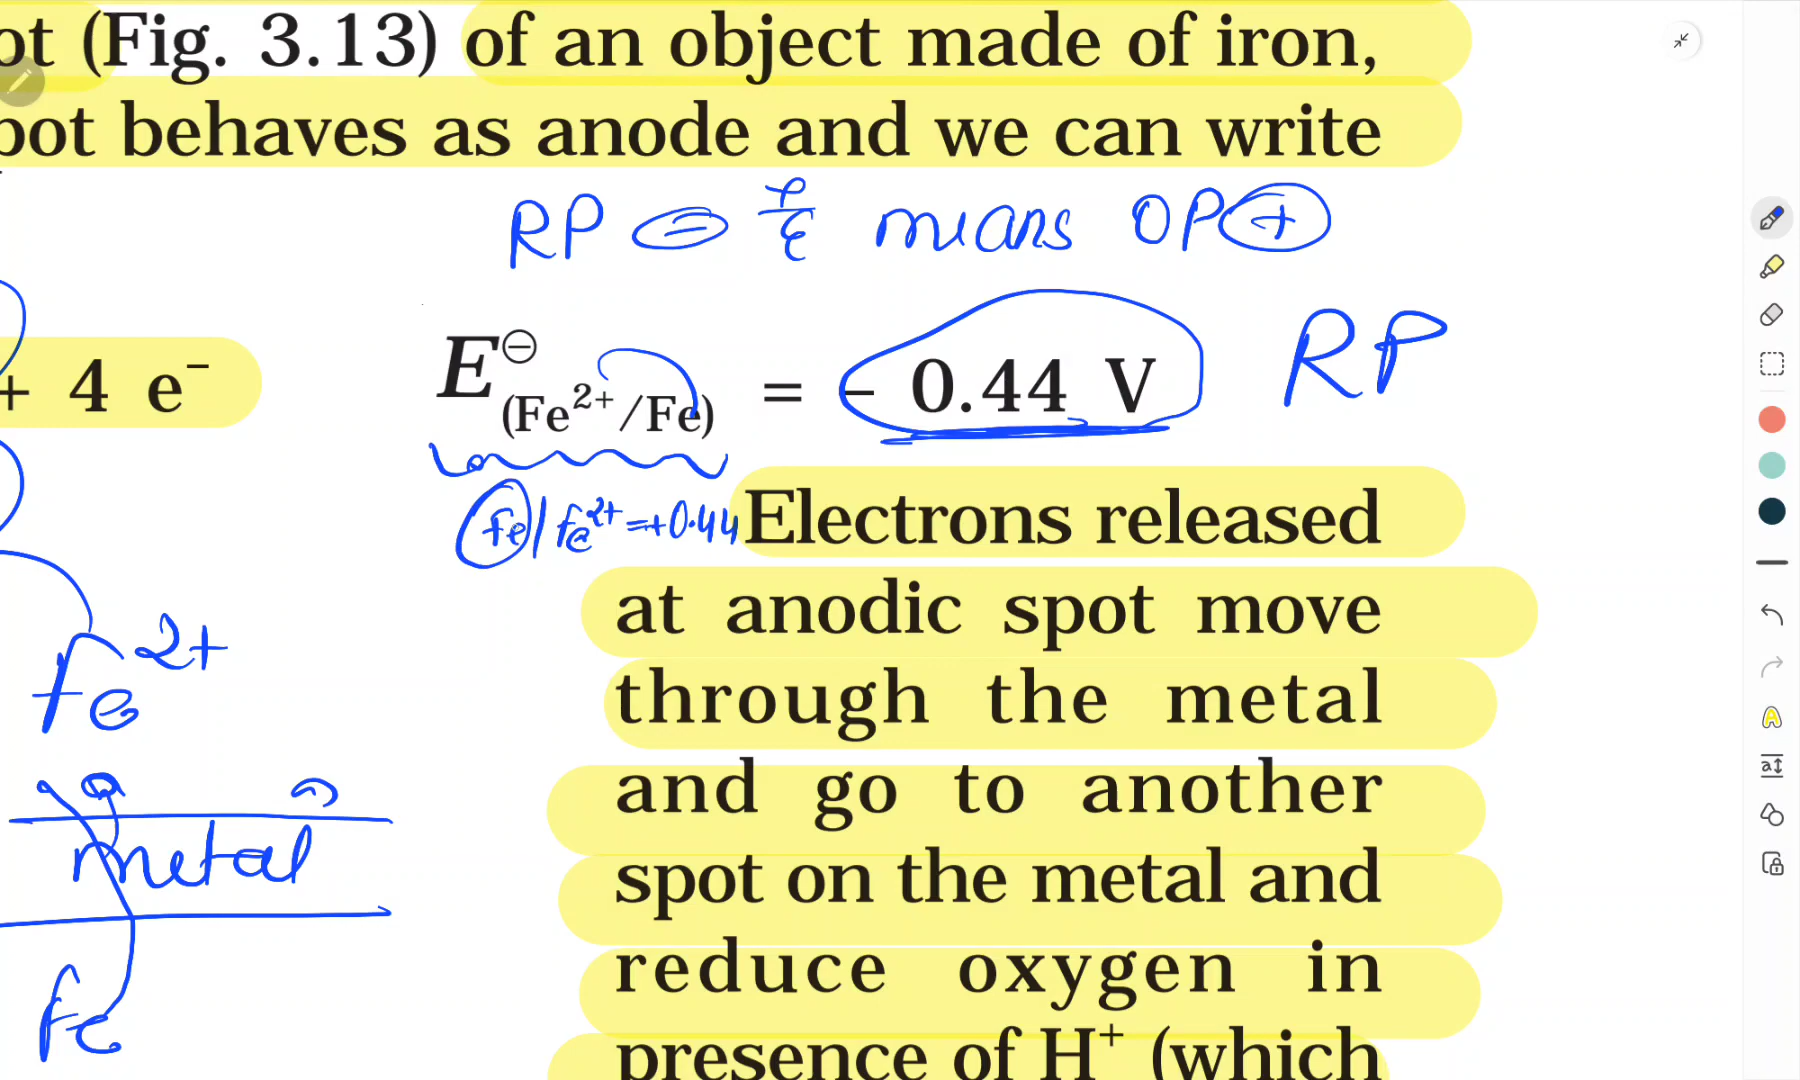 ot (Fig. 3.13) of an object made of iron,
pot behaves as anode and we can write
RP ⊖ means OP ⊕
+ 4 e⁻
E⊖(Fe²⁺/Fe) = – 0.44 V RP
Fe/Fe²⁺ = +0.44
Electrons released
at anodic spot move
through the metal
and go to another
spot on the metal and
reduce oxygen in
presence of H⁺ (which
Fe²⁺
metal
Fe